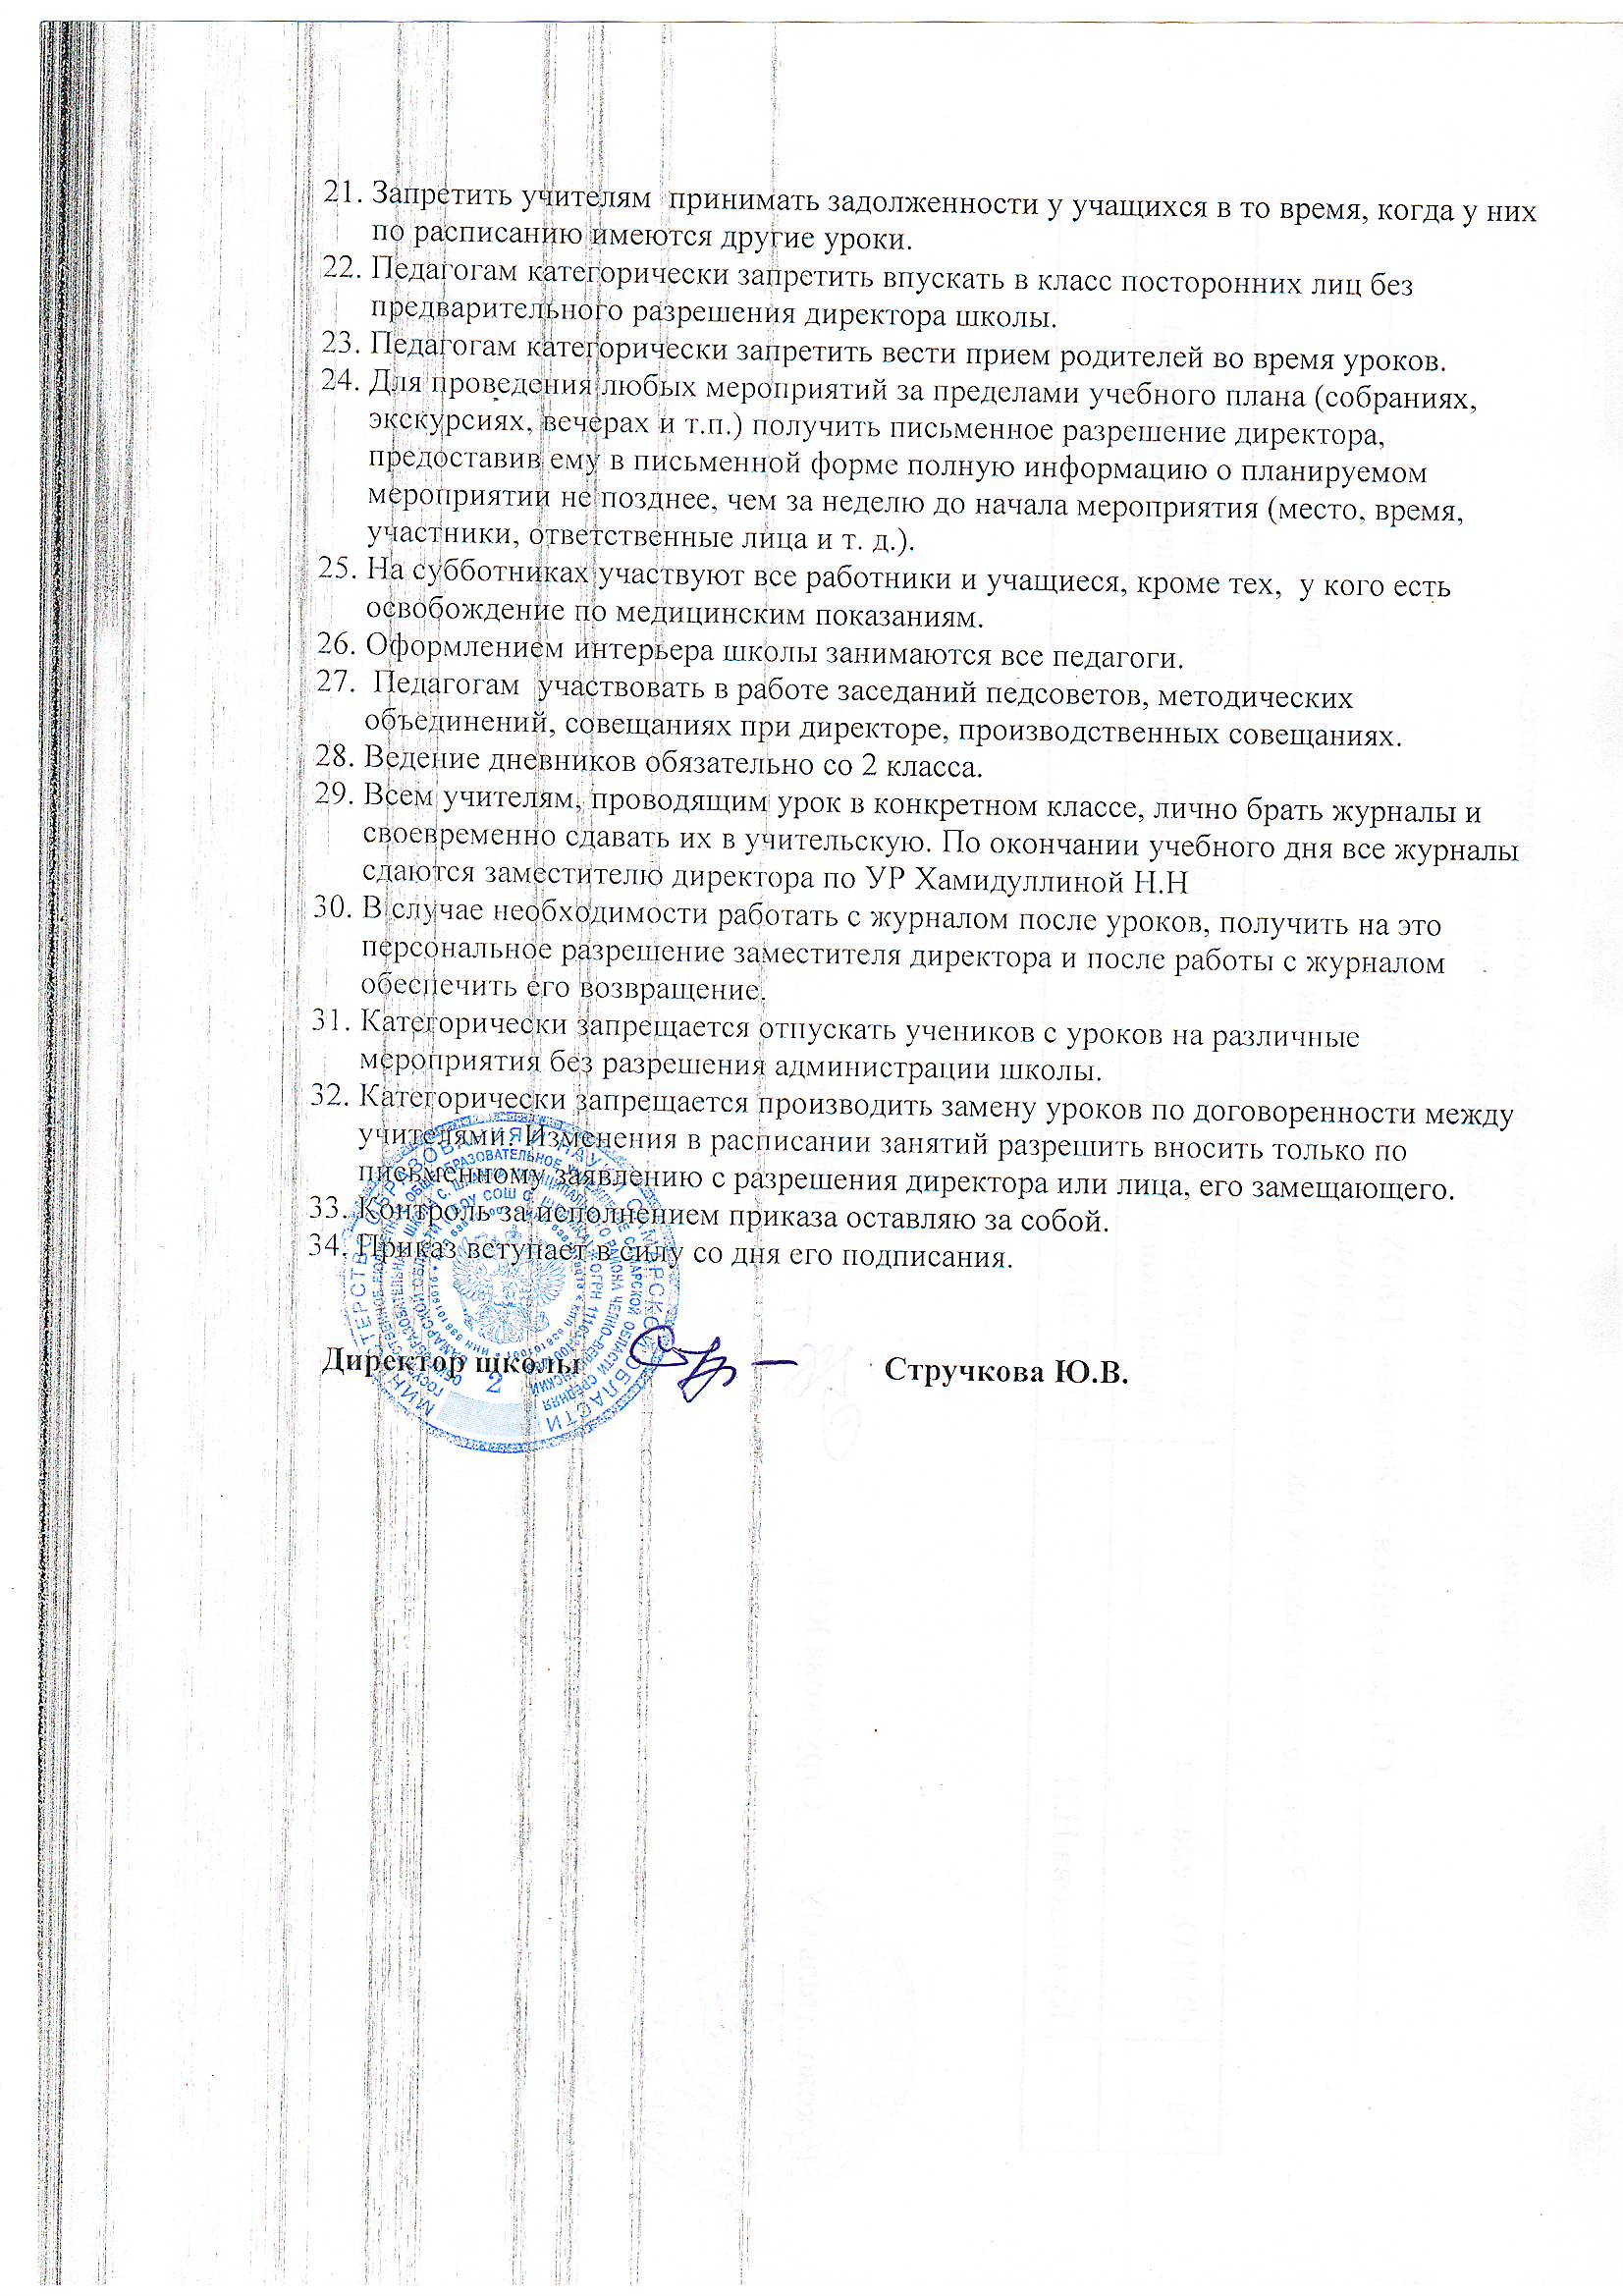 21. Запретить учителям принимать задолженности у учащихся в то время, когда у них
по расписанию имеются другие уроки.
22. Педагогам категорически запретить впускать в класс посторонних лиц без
предварительного разрешения директора школы.
23. Педагогам категорически запретить вести прием родителей во время уроков.
24. Для проведения любых мероприятий за пределами учебного плана (собраниях,
экскурсиях, вечерах и т.п.) получить письменное разрешение директора,
предоставив ему в письменной форме полную информацию о планируемом
мероприятии не позднее, чем за неделю до начала мероприятия (место, время,
участники, ответственные лица и т. д.).
25. На субботниках участвуют все работники и учащиеся, кроме тех, у кого есть
освобождение по медицинским показаниям.
26. Оформлением интерьера школы занимаются все педагоги.
27. Педагогам участвовать в работе заседаний педсоветов, методических
объединений, совещаниях при директоре, производственных совещаниях.
28. Ведение дневников обязательно со 2 класса.
29. Всем учителям, проводящим урок в конкретном классе, лично брать журналы и
своевременно сдавать их в учительскую. По окончании учебного дня все журналы
сдаются заместителю директора по УР Хамидуллиной Н.Н
30. В случае необходимости работать с журналом после уроков, получить на это
персональное разрешение заместителя директора и после работы с журналом
обеспечить его возвращение.
31. Категорически запрещается отпускать учеников с уроков на различные
мероприятия без разрешения администрации школы.
32. Категорически запрещается производить замену уроков по договоренности между
учителями. Изменения в расписании занятий разрешить вносить только по
письменному заявлению с разрешения директора или лица, его замещающего.
33. Контроль за исполнением приказа оставляю за собой.
34. Приказ вступает в силу со дня его подписания.
Директор школы Стручкова Ю.В.
2